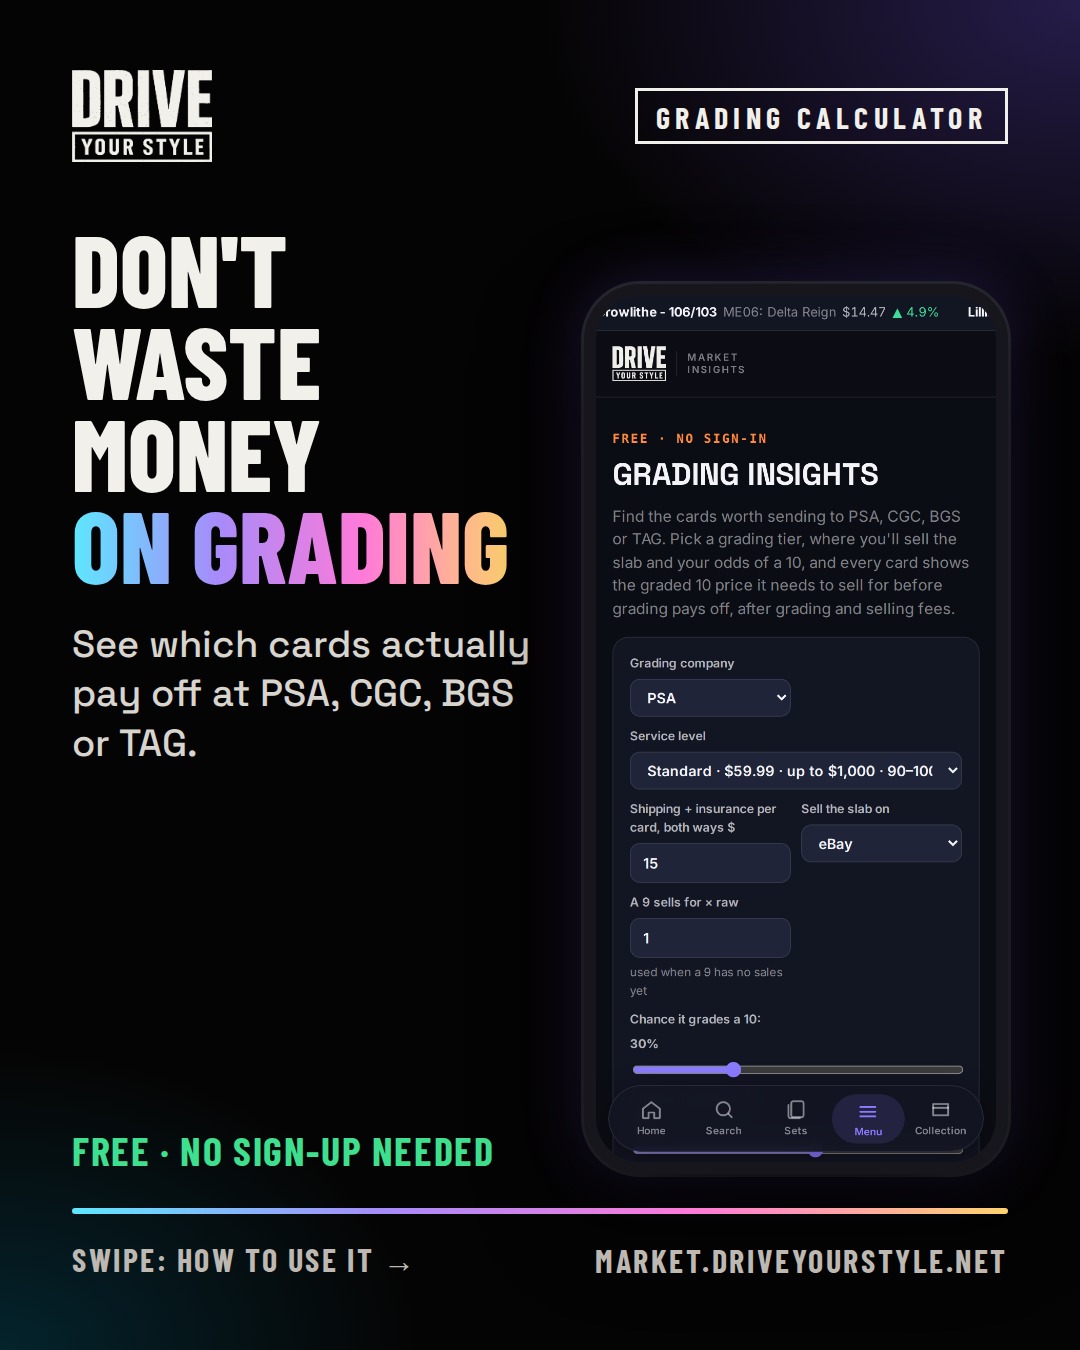 DRIVE
YOUR STYLE
GRADING CALCULATOR
DON'T
WASTE
MONEY
ON GRADING
See which cards actually
pay off at PSA, CGC, BGS
or TAG.
rowlithe - 106/103 ME06: Delta Reign $14.47 ▲ 4.9%
DRIVE
YOUR STYLE
MARKET
INSIGHTS
FREE · NO SIGN-IN
GRADING INSIGHTS
Find the cards worth sending to PSA, CGC, BGS
or TAG. Pick a grading tier, where you'll sell the
slab and your odds of a 10, and every card shows
the graded 10 price it needs to sell for before
grading pays off, after grading and selling fees.
Grading company
PSA
Service level
Standard · $59.99 · up to $1,000 · 90–100
Shipping + insurance per
card, both ways $
15
Sell the slab on
eBay
A 9 sells for × raw
1
used when a 9 has no sales
yet
Chance it grades a 10:
30%
Home Search Sets Menu Collection
FREE · NO SIGN-UP NEEDED
SWIPE: HOW TO USE IT →
MARKET.DRIVEYOURSTYLE.NET